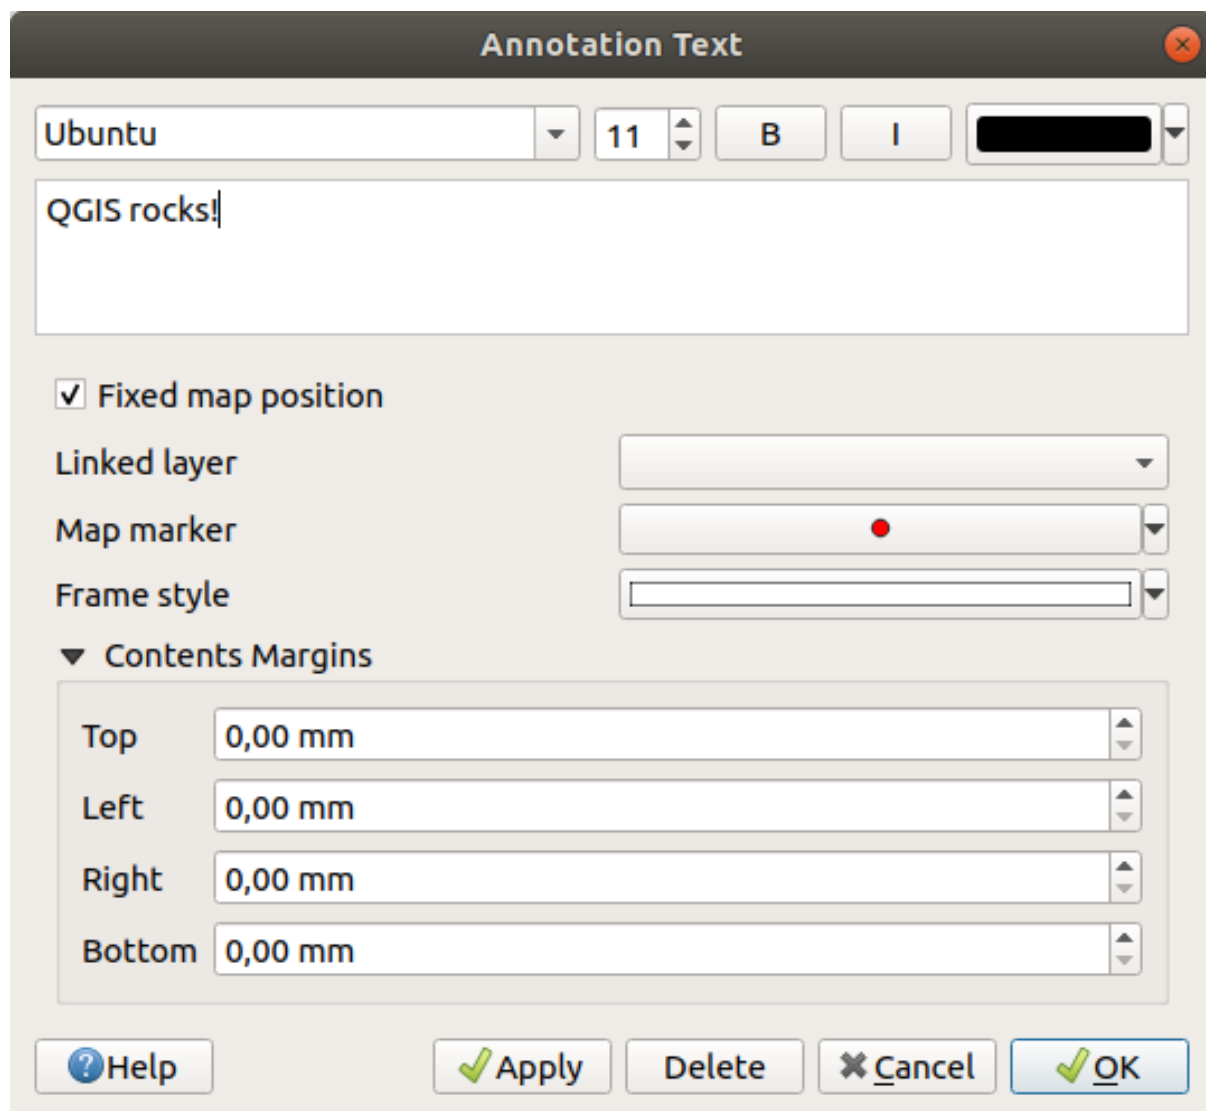 Annotation Text
Ubuntu 11 B I
QGIS rocks!
Fixed map position
Linked layer
Map marker
Frame style
Contents Margins
Top 0,00 mm
Left 0,00 mm
Right 0,00 mm
Bottom 0,00 mm
Help Apply Delete Cancel OK